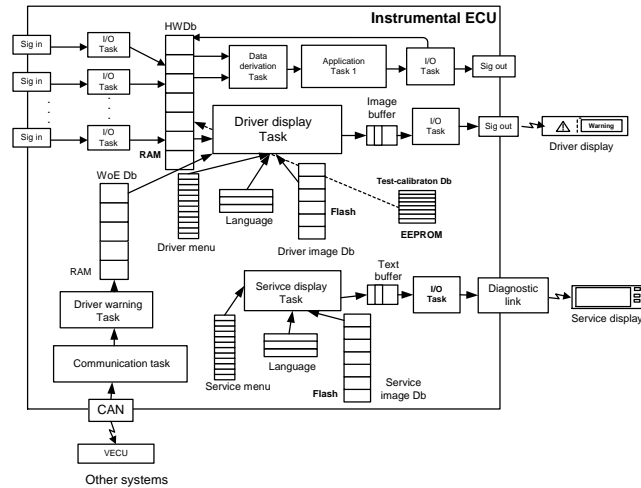 Instrumental ECU
HWDb
Sig in
I/O
Task
Data
derivation
Task
Application
Task 1
I/O
Task
Sig out
Sig in
I/O
Task
Sig in
I/O
Task
RAM
Driver display
Task
Image
buffer
I/O
Task
Sig out
Warning
Driver display
WoE Db
Driver menu
Language
Flash
Driver image Db
Test-calibraton Db
EEPROM
RAM
Driver warning
Task
Communication task
CAN
VECU
Other systems
Serivce display
Task
Text
buffer
I/O
Task
Diagnostic
link
Service display
Service menu
Language
Flash
Service
image Db